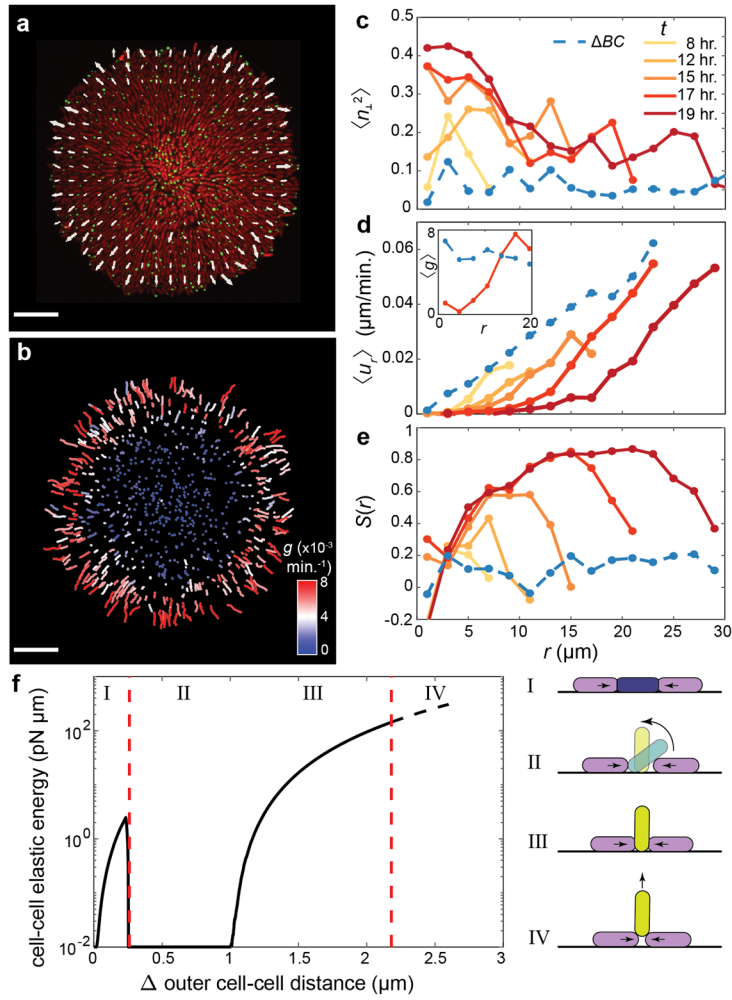 a
b
g (x10-3
min.-1)
8
4
0
c
⟨n⊥2⟩
0.5
0.4
0.3
0.2
0.1
0
ΔBC
t
8 hr.
12 hr.
15 hr.
17 hr.
19 hr.
d
⟨ur⟩ (μm/min.)
0.06
0.04
0.02
0
⟨g⟩
8
0
0
r
20
e
S(r)
1
0.8
0.6
0.4
0.2
0
-0.2
0
5
10
15
20
25
30
r (μm)
f
cell-cell elastic energy (pN μm)
102
100
10-2
I
II
III
IV
0
0.5
1
1.5
2
2.5
3
Δ outer cell-cell distance (μm)
I
II
III
IV